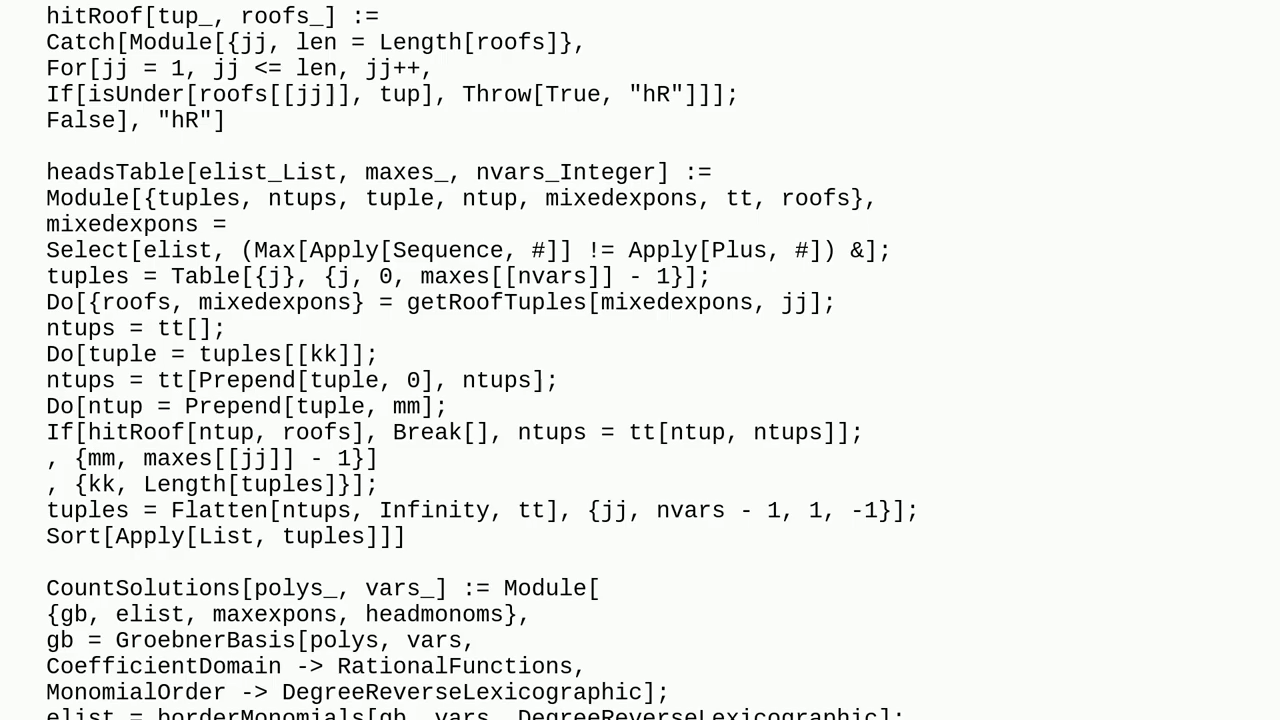 hitRoof[tup_, roofs_] :=
Catch[Module[{jj, len = Length[roofs]},
For[jj = 1, jj <= len, jj++,
If[isUnder[roofs[[jj]], tup], Throw[True, "hR"]]];
False], "hR"]
headsTable[elist_List, maxes_, nvars_Integer] :=
Module[{tuples, ntups, tuple, ntup, mixedexpons, tt, roofs},
mixedexpons =
Select[elist, (Max[Apply[Sequence, #]] != Apply[Plus, #]) &];
tuples = Table[{j}, {j, 0, maxes[[nvars]] - 1}];
Do[{roofs, mixedexpons} = getRoofTuples[mixedexpons, jj];
ntups = tt[];
Do[tuple = tuples[[kk]];
ntups = tt[Prepend[tuple, 0], ntups];
Do[ntup = Prepend[tuple, mm];
If[hitRoof[ntup, roofs], Break[], ntups = tt[ntup, ntups]];
, {mm, maxes[[jj]] - 1}]
, {kk, Length[tuples]}];
tuples = Flatten[ntups, Infinity, tt], {jj, nvars - 1, 1, -1}];
Sort[Apply[List, tuples]]]
CountSolutions[polys_, vars_] := Module[
{gb, elist, maxexpons, headmonoms},
gb = GroebnerBasis[polys, vars,
CoefficientDomain -> RationalFunctions,
MonomialOrder -> DegreeReverseLexicographic];
elist = borderMonomials[gb, vars, DegreeReverseLexicographic];